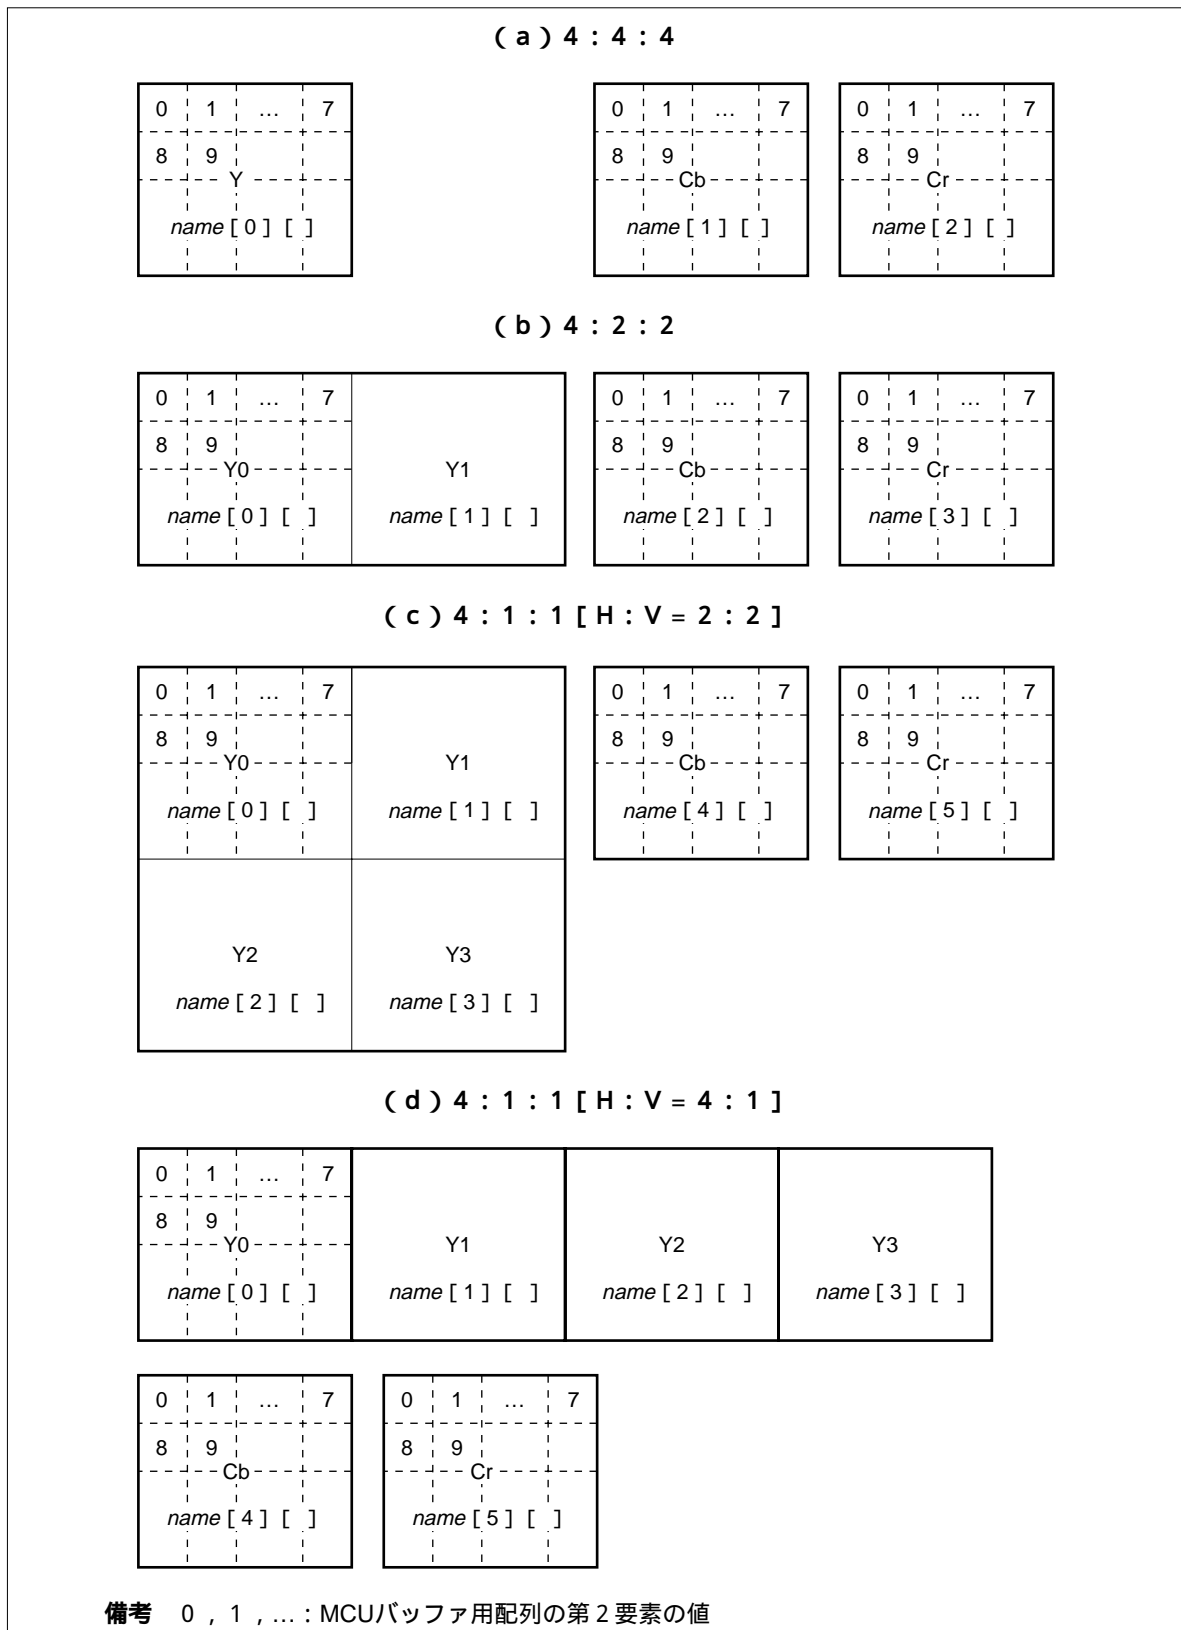 (a) 4:4:4
0 1 … 7 0 1 … 7 0 1 … 7
8 9 8 9 8 9
Y Cb Cr
name[0][ ] name[1][ ] name[2][ ]
(b) 4:2:2
0 1 … 7 0 1 … 7 0 1 … 7
8 9 8 9 8 9
Y0 Y1 Cb Cr
name[0][ ] name[1][ ] name[2][ ] name[3][ ]
(c) 4:1:1[H:V=2:2]
0 1 … 7 0 1 … 7 0 1 … 7
8 9 8 9 8 9
Y0 Y1 Cb Cr
name[0][ ] name[1][ ] name[4][ ] name[5][ ]
Y2 Y3
name[2][ ] name[3][ ]
(d) 4:1:1[H:V=4:1]
0 1 … 7
8 9
Y0 Y1 Y2 Y3
name[0][ ] name[1][ ] name[2][ ] name[3][ ]
0 1 … 7 0 1 … 7
8 9 8 9
Cb Cr
name[4][ ] name[5][ ]
備考 0,1,…:MCUバッファ用配列の第2要素の値